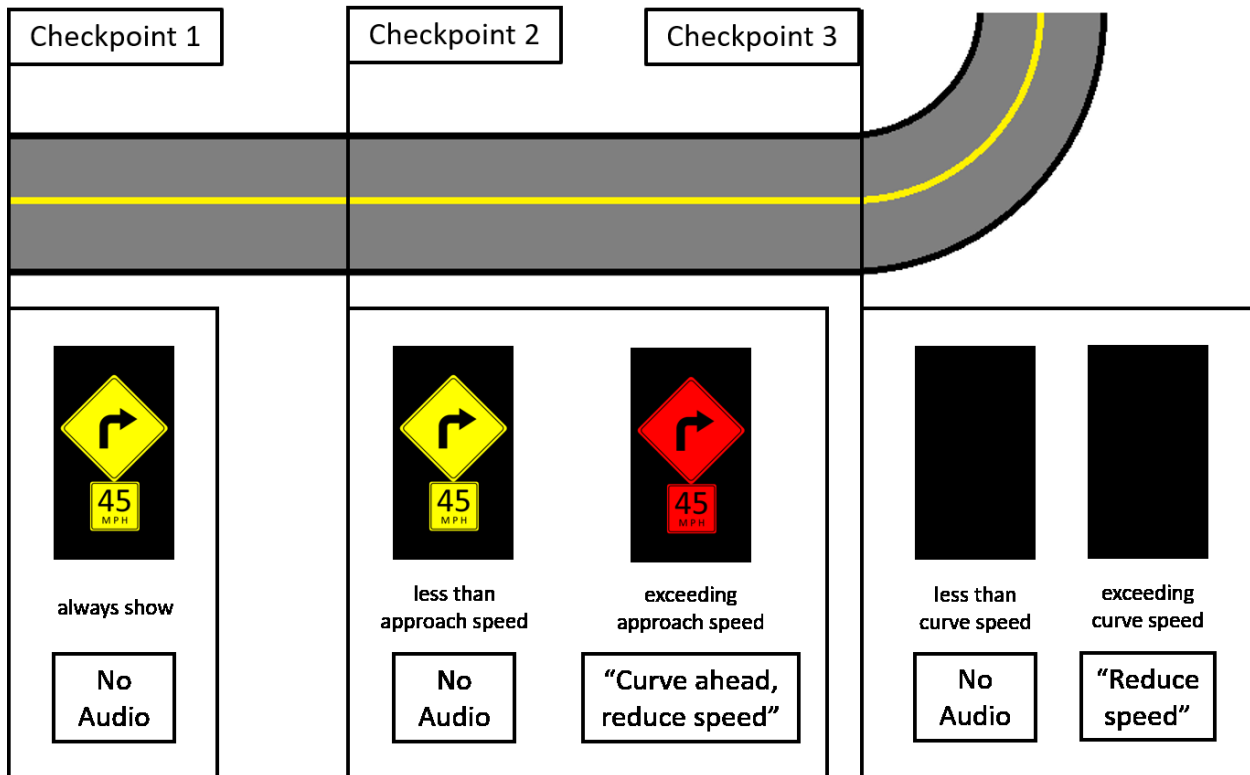 Checkpoint 1
Checkpoint 2
Checkpoint 3
45
MPH
always show
No
Audio
45
MPH
less than
approach speed
No
Audio
45
MPH
exceeding
approach speed
“Curve ahead,
reduce speed”
less than
curve speed
No
Audio
exceeding
curve speed
“Reduce
speed”